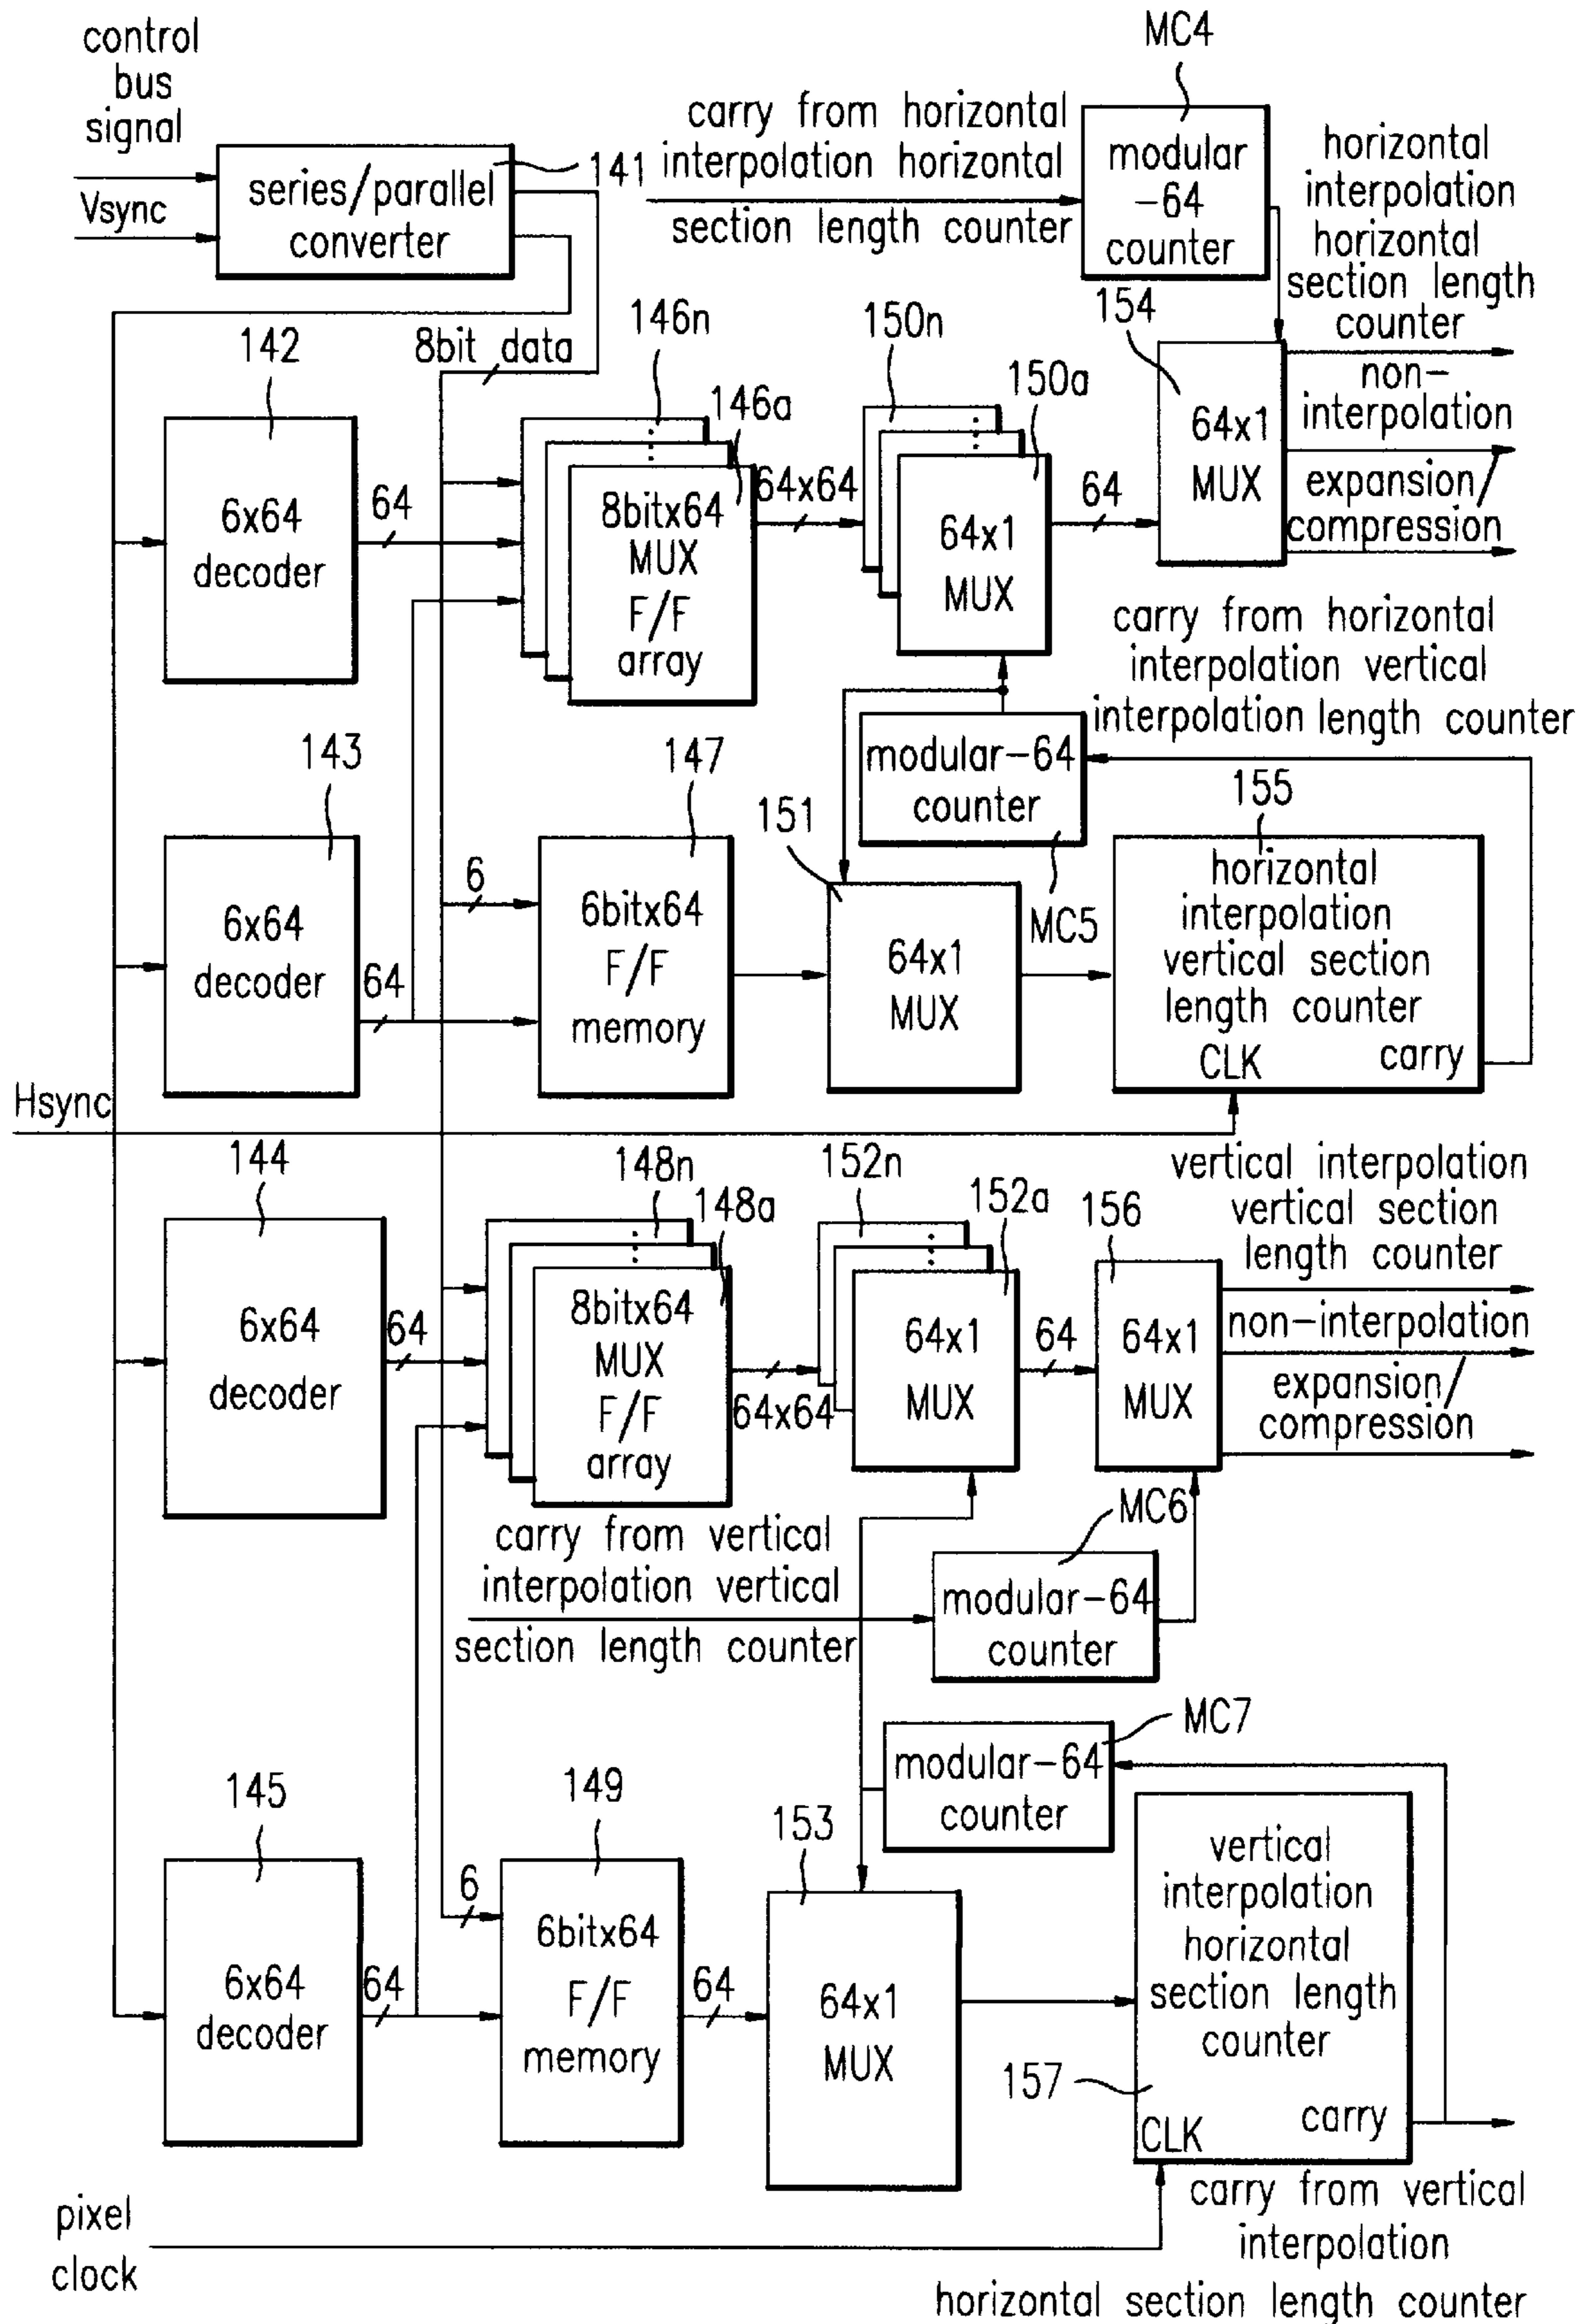 control
bus
signal
Vsync
series/parallel
converter
141
carry from horizontal
interpolation horizontal
section length counter
MC4
modular
-64
counter
horizontal
interpolation
horizontal
section length
counter
non-
interpolation
expansion/
compression
142
6x64
decoder
64
8bit data
146n
146a
8bitx64
MUX
F/F
array
64x64
150n
150a
64x1
MUX
64
154
64x1
MUX
carry from horizontal
interpolation vertical
interpolation length counter
modular-64
counter
MC5
143
6x64
decoder
64
6
147
6bitx64
F/F
memory
151
64x1
MUX
155
horizontal
interpolation
vertical section
length counter
CLK
carry
Hsync
144
6x64
decoder
64
148n
148a
8bitx64
MUX
F/F
array
64x64
152n
152a
64x1
MUX
64
156
64x1
MUX
vertical interpolation
vertical section
length counter
non-interpolation
expansion/
compression
carry from vertical
interpolation vertical
section length counter
MC6
modular-64
counter
MC7
modular-64
counter
145
6x64
decoder
64
6
149
6bitx64
F/F
memory
64
153
64x1
MUX
vertical
interpolation
horizontal
section length
counter
157
CLK
carry
pixel
clock
carry from vertical
interpolation
horizontal section length counter